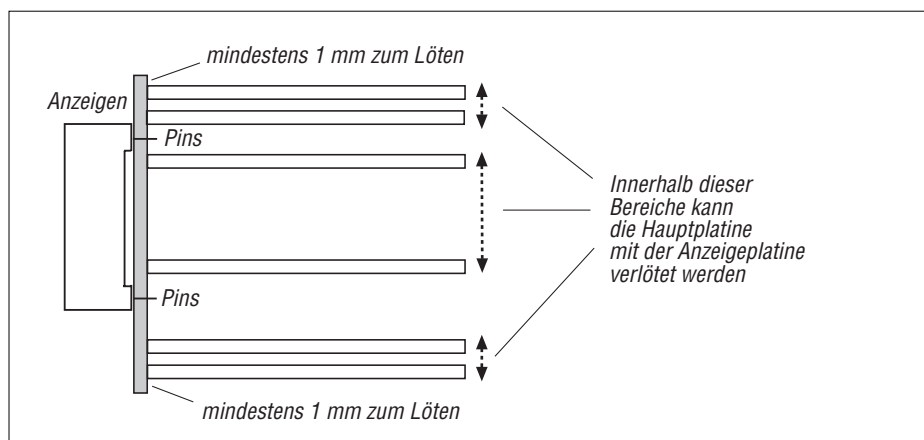 mindestens 1 mm zum Löten
Anzeigen
Pins
Innerhalb dieser
Bereiche kann
die Hauptplatine
mit der Anzeigeplatine
verlötet werden
Pins
mindestens 1 mm zum Löten